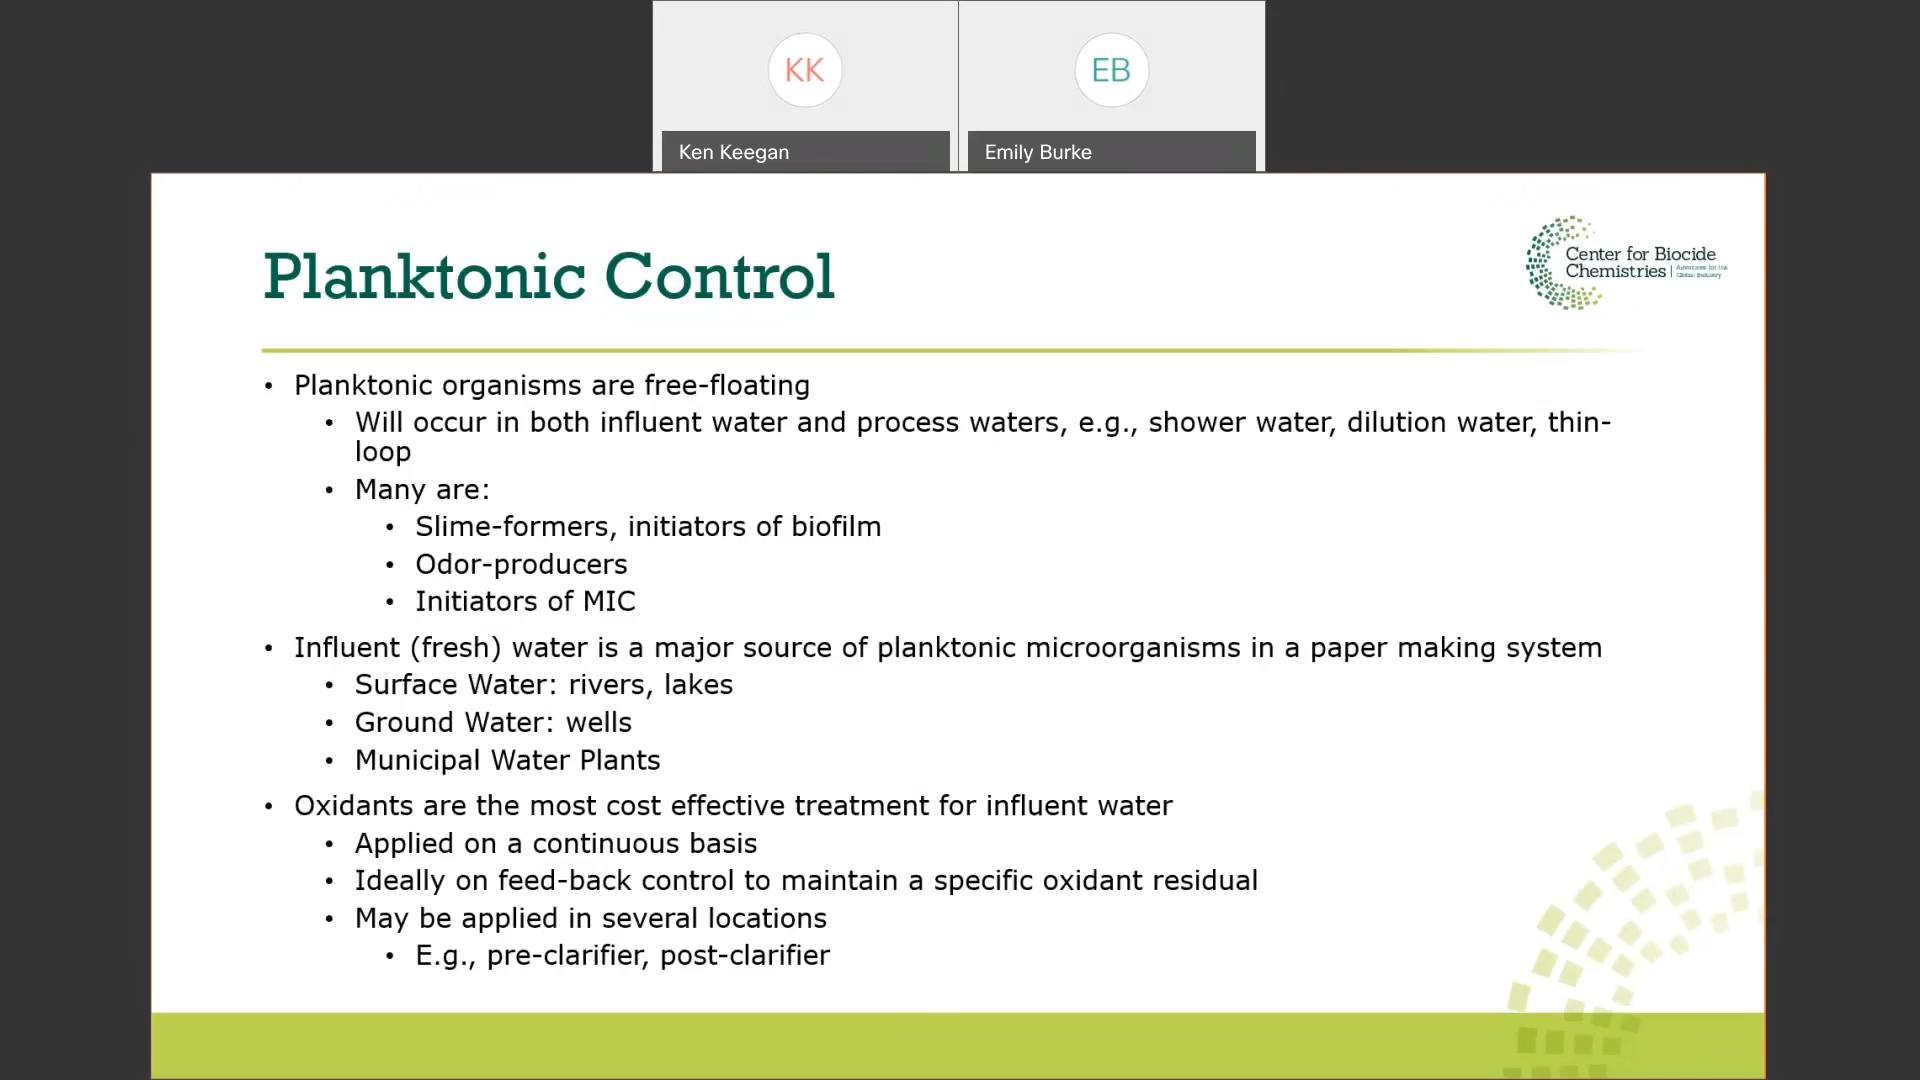 KK
EB
Ken Keegan
Emily Burke
Planktonic Control
Center for Biocide
Chemistries | Advocates for the
Global Industry
• Planktonic organisms are free-floating
• Will occur in both influent water and process waters, e.g., shower water, dilution water, thin-
loop
• Many are:
• Slime-formers, initiators of biofilm
• Odor-producers
• Initiators of MIC
• Influent (fresh) water is a major source of planktonic microorganisms in a paper making system
• Surface Water: rivers, lakes
• Ground Water: wells
• Municipal Water Plants
• Oxidants are the most cost effective treatment for influent water
• Applied on a continuous basis
• Ideally on feed-back control to maintain a specific oxidant residual
• May be applied in several locations
• E.g., pre-clarifier, post-clarifier